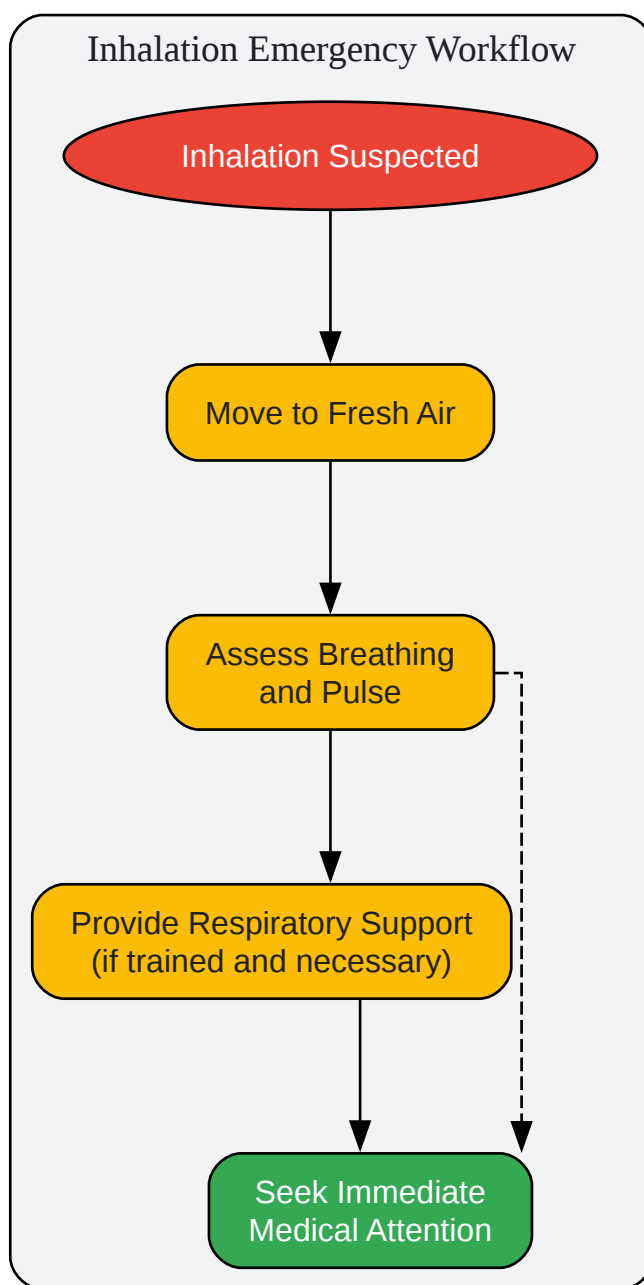 Inhalation Emergency Workflow
Inhalation Suspected
Move to Fresh Air
Assess Breathing
and Pulse
Provide Respiratory Support
(if trained and necessary)
Seek Immediate
Medical Attention